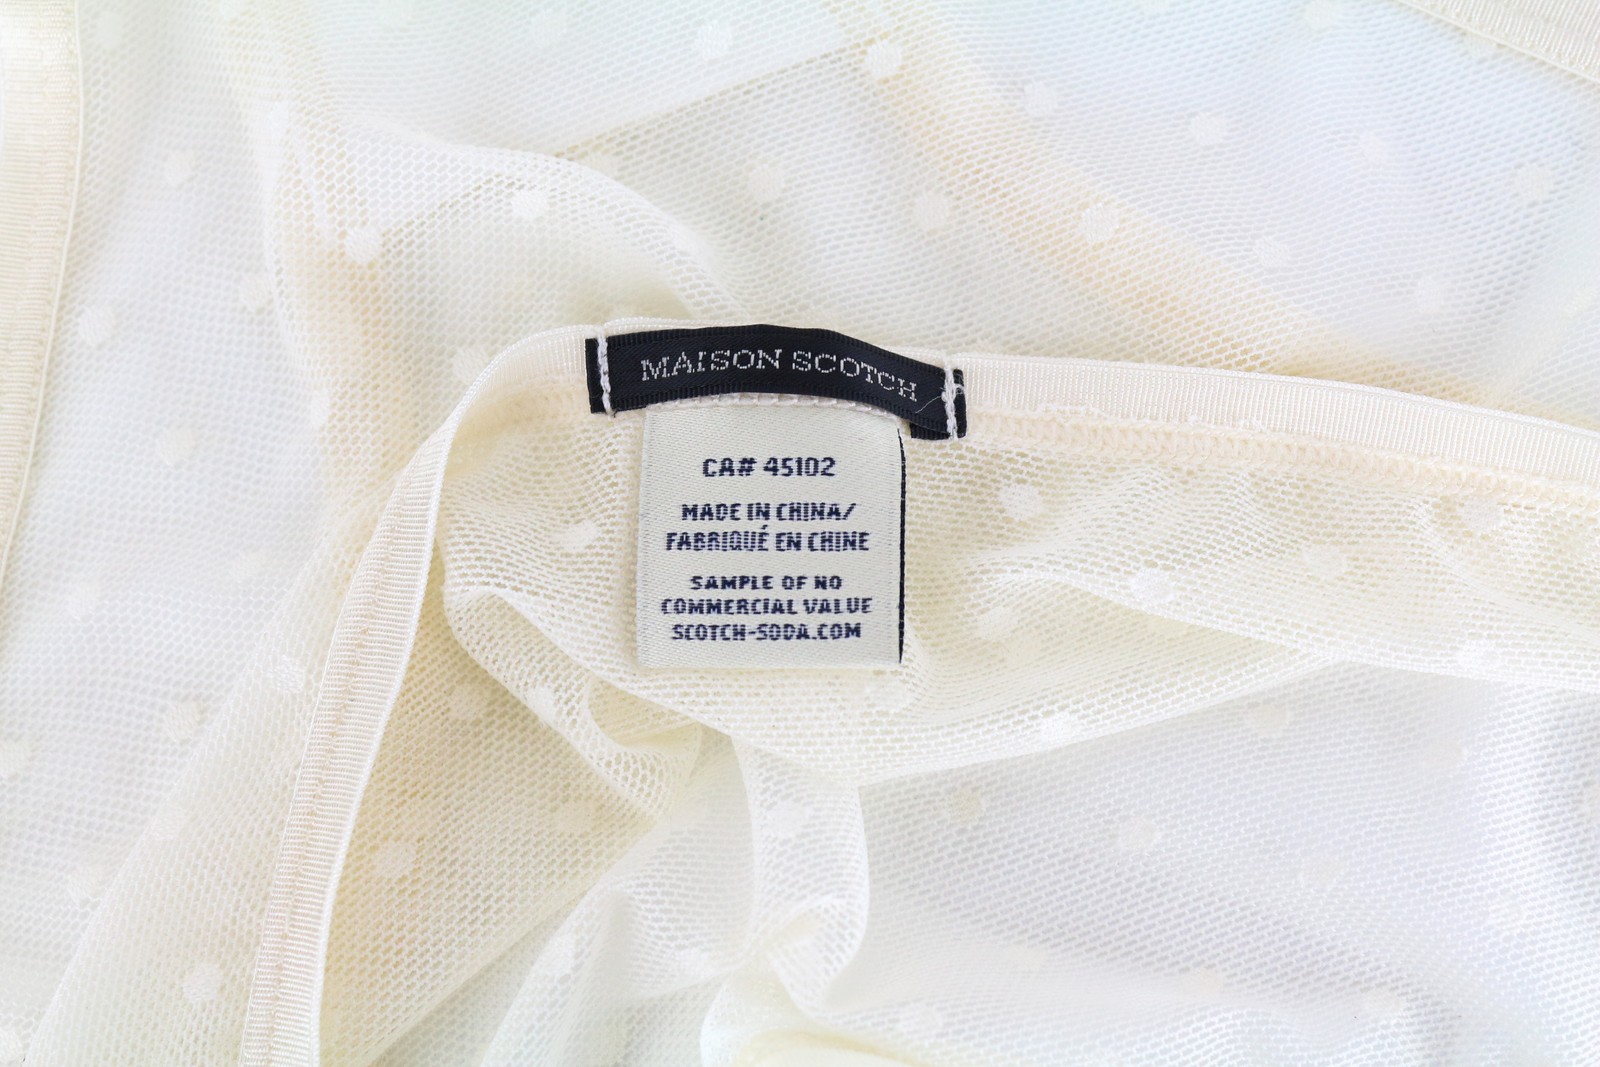 MAISON SCOTCH
CA# 45102
MADE IN CHINA/
FABRIQUÉ EN CHINE
SAMPLE OF NO
COMMERCIAL VALUE
SCOTCH-SODA.COM